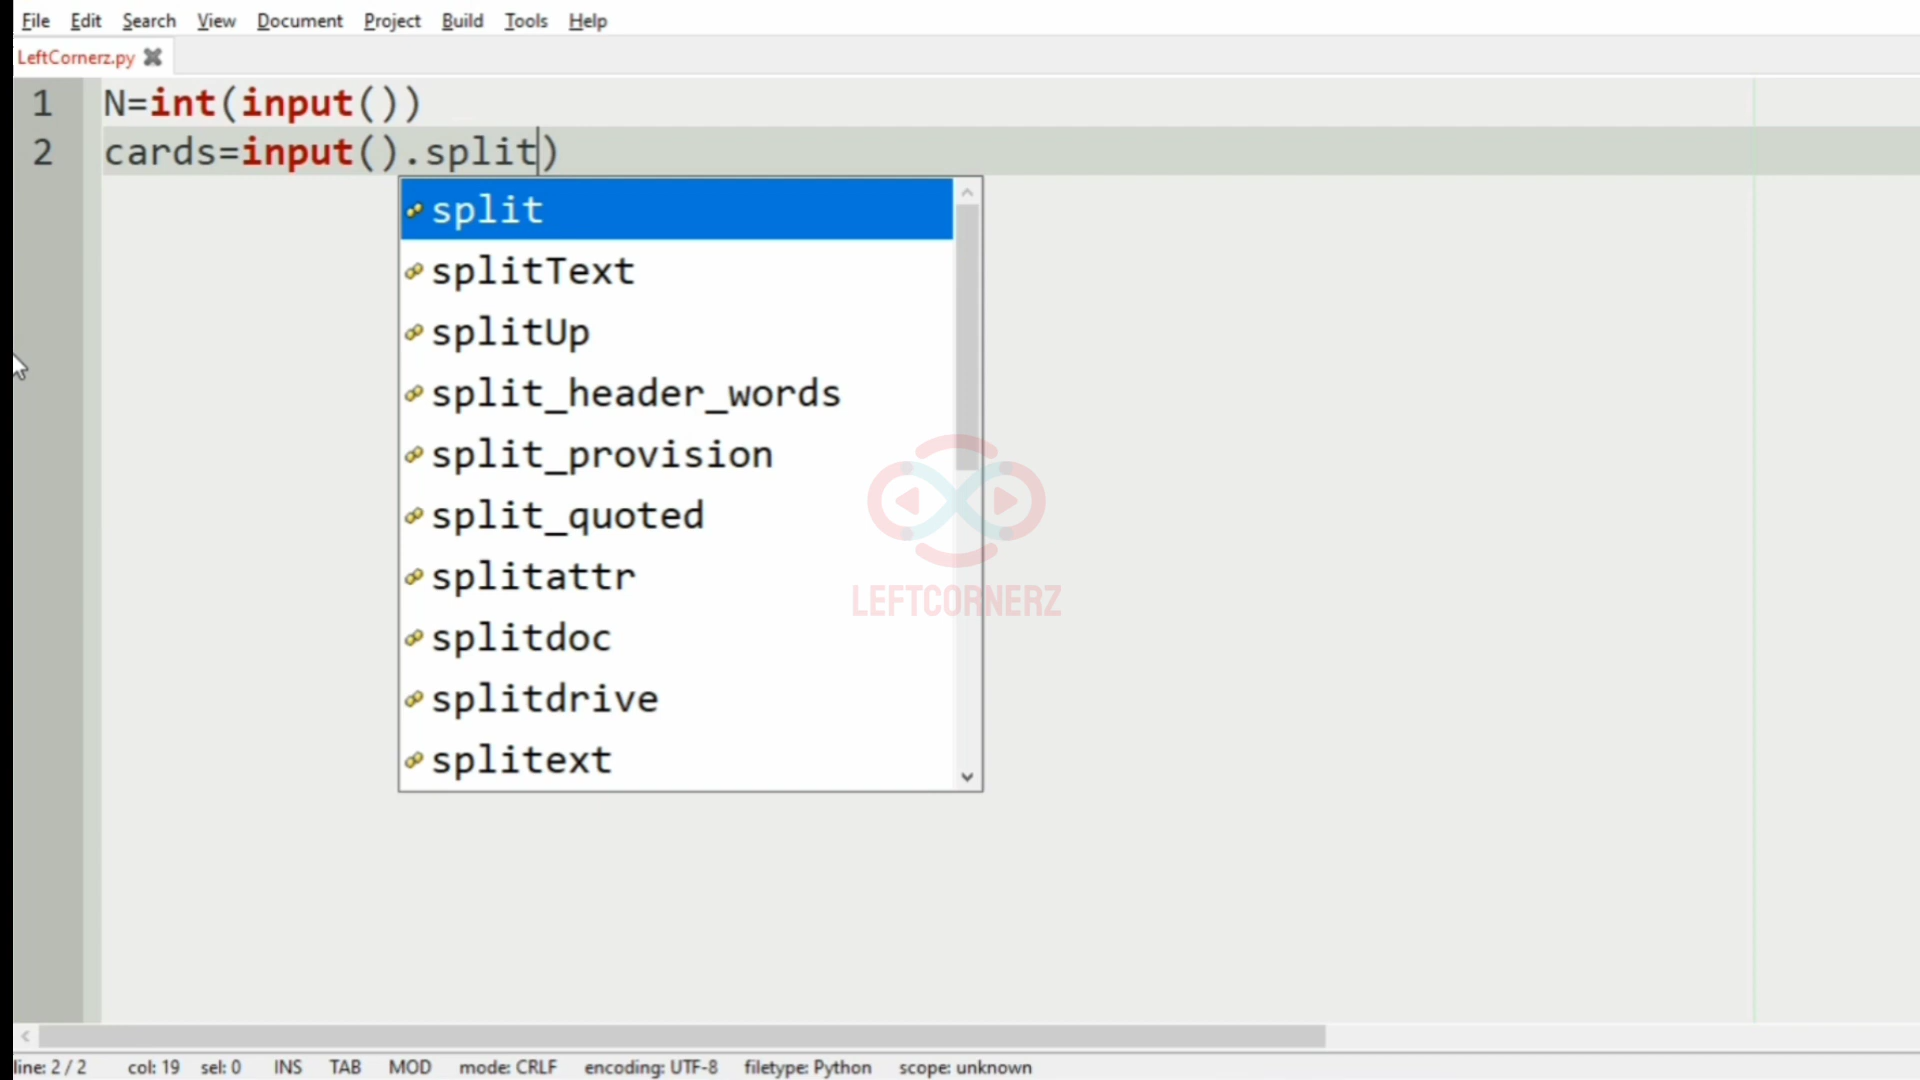 File Edit Search View Document Project Build Tools Help
LeftCornerz.py
1 N=int(input())
2 cards=input().split)
split
splitText
splitUp
split_header_words
split_provision
split_quoted
splitattr
splitdoc
splitdrive
splitext
LEFTCORNERZ
line: 2 / 2 col: 19 sel: 0 INS TAB MOD mode: CRLF encoding: UTF-8 filetype: Python scope: unknown